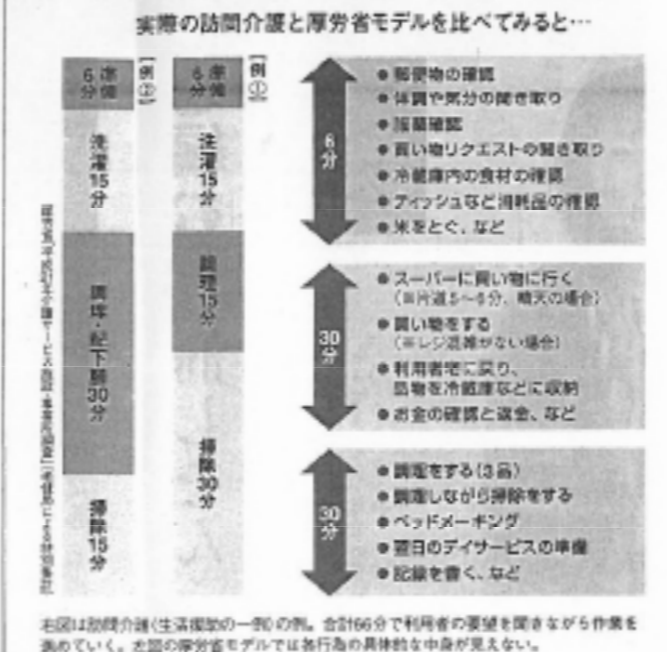 実際の訪問介護と厚労省モデルを比べてみると…
【例②】
準備6分
洗濯15分
調理・配下膳30分
掃除15分
【例①】
準備6分
洗濯15分
調理15分
掃除30分
6分
●郵便物の確認
●体調や気分の聞き取り
●服薬確認
●買い物リクエストの聞き取り
●冷蔵庫内の食材の確認
●ティッシュなど消耗品の確認
●米をとぐ、など
30分
●スーパーに買い物に行く
(※片道5〜6分、晴天の場合)
●買い物をする
(※レジ混雑がない場合)
●利用者宅に戻り、
品物を冷蔵庫などに収納
●お金の確認と返金、など
30分
●調理をする(3品)
●調理しながら掃除をする
●ベッドメーキング
●翌日のデイサービスの準備
●記録を書く、など
右図は訪問介護(生活援助の一例)の例。合計66分で利用者の要望を聞きながら作業を
進めていく。左図の厚労省モデルでは各行為の具体的な中身が見えない。